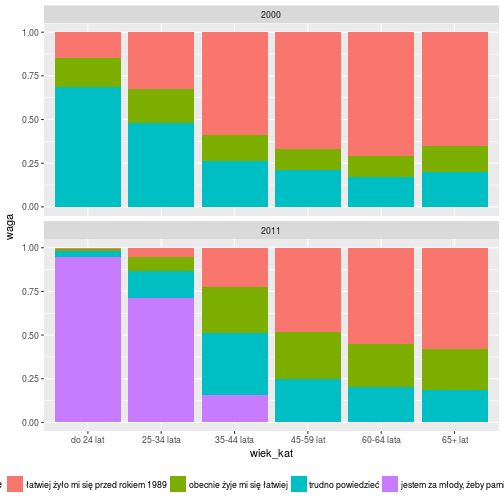 2000
1.00
0.75
0.50
0.25
0.00
waga
2011
1.00
0.75
0.50
0.25
0.00
do 24 lat
25-34 lata
35-44 lata
45-59 lat
60-64 lata
65+ lat
wiek_kat
łatwiej żyło mi się przed rokiem 1989
obecnie żyje mi się łatwiej
trudno powiedzieć
jestem za młody, żeby